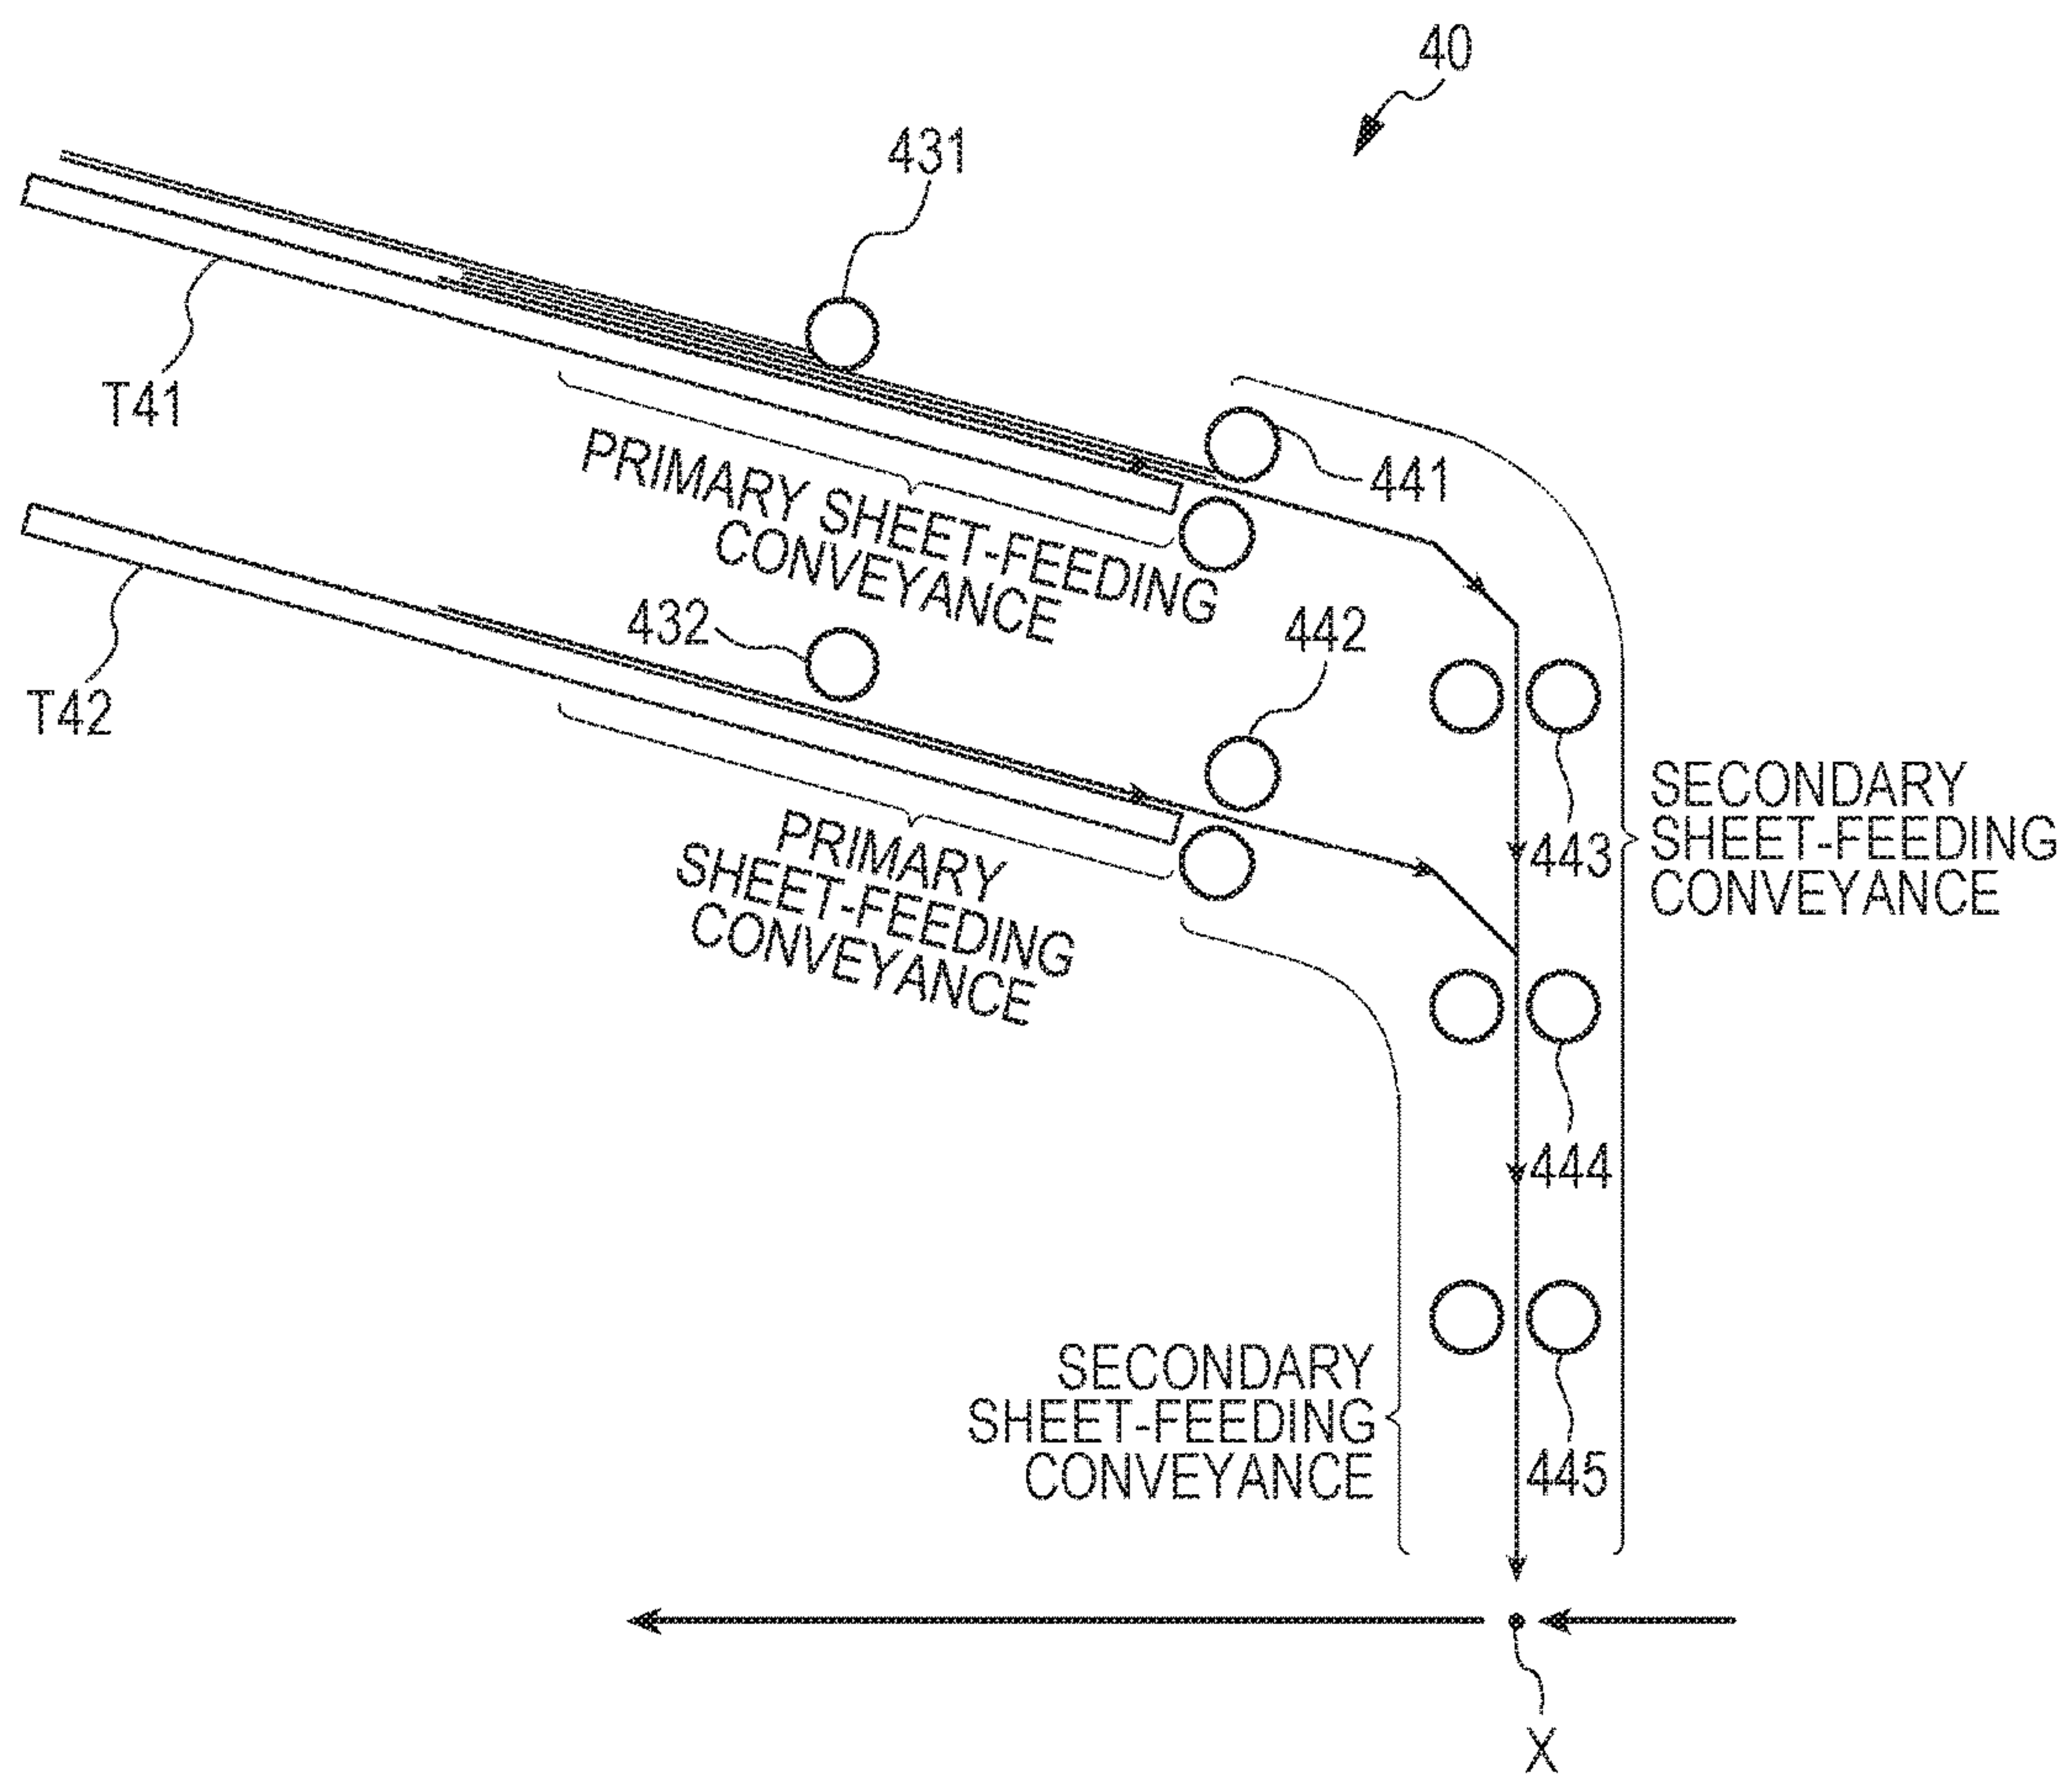 40
431
T41
441
PRIMARY SHEET-FEEDING
CONVEYANCE
432
442
T42
SECONDARY
SHEET-FEEDING
CONVEYANCE
443
PRIMARY
SHEET-FEEDING
CONVEYANCE
444
SECONDARY
SHEET-FEEDING
CONVEYANCE
445
X